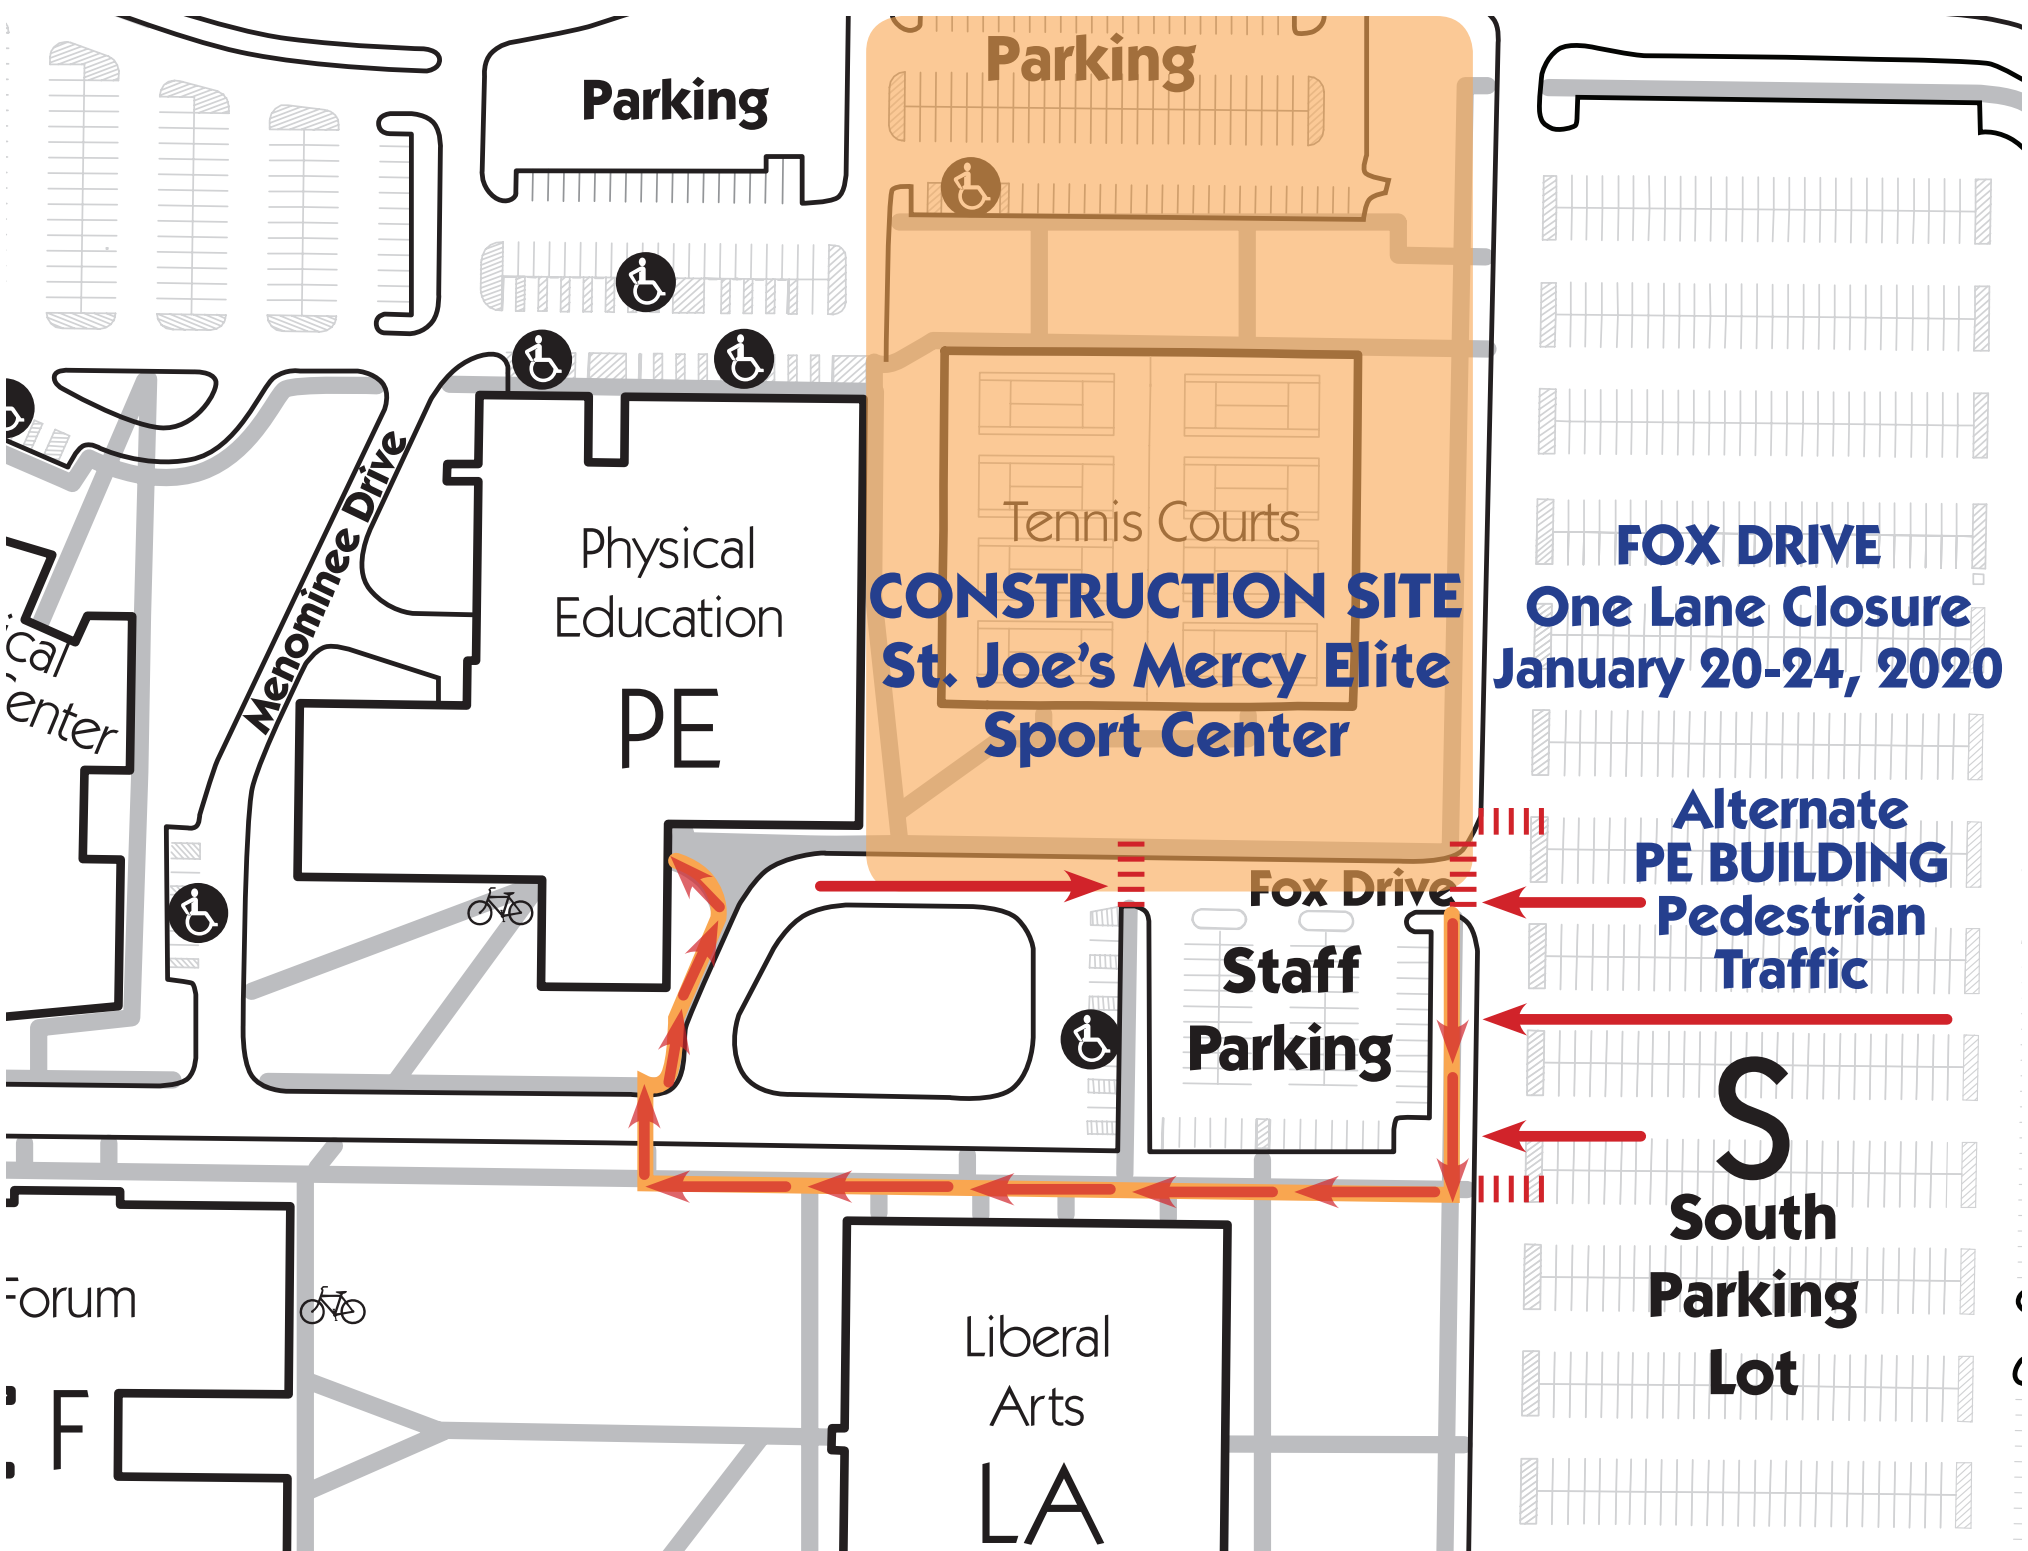 Parking
Parking
Menominee Drive
Physical
Education
PE
Tennis Courts
CONSTRUCTION SITE
St. Joe's Mercy Elite
Sport Center
FOX DRIVE
One Lane Closure
January 20-24, 2020
Alternate
PE BUILDING
Pedestrian
Traffic
Fox Drive
Staff
Parking
S
South
Parking
Lot
ical
enter
Forum
F
Liberal
Arts
LA